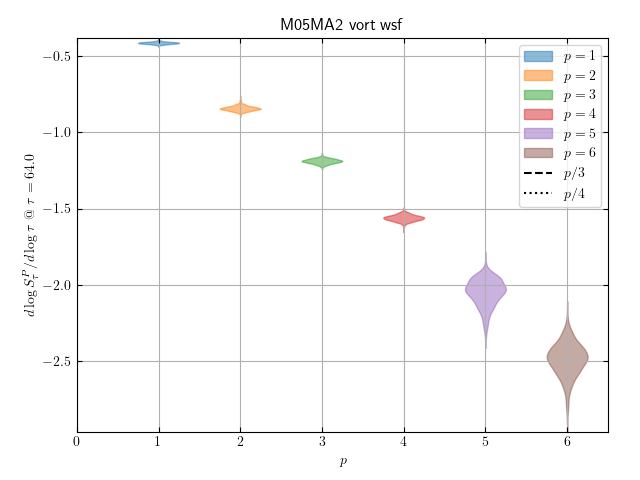 M05MA2 vort wsf
d log S_τ^P / d log τ @ τ = 64.0
−0.5
−1.0
−1.5
−2.0
−2.5
0 1 2 3 4 5 6
p
p = 1
p = 2
p = 3
p = 4
p = 5
p = 6
p/3
p/4